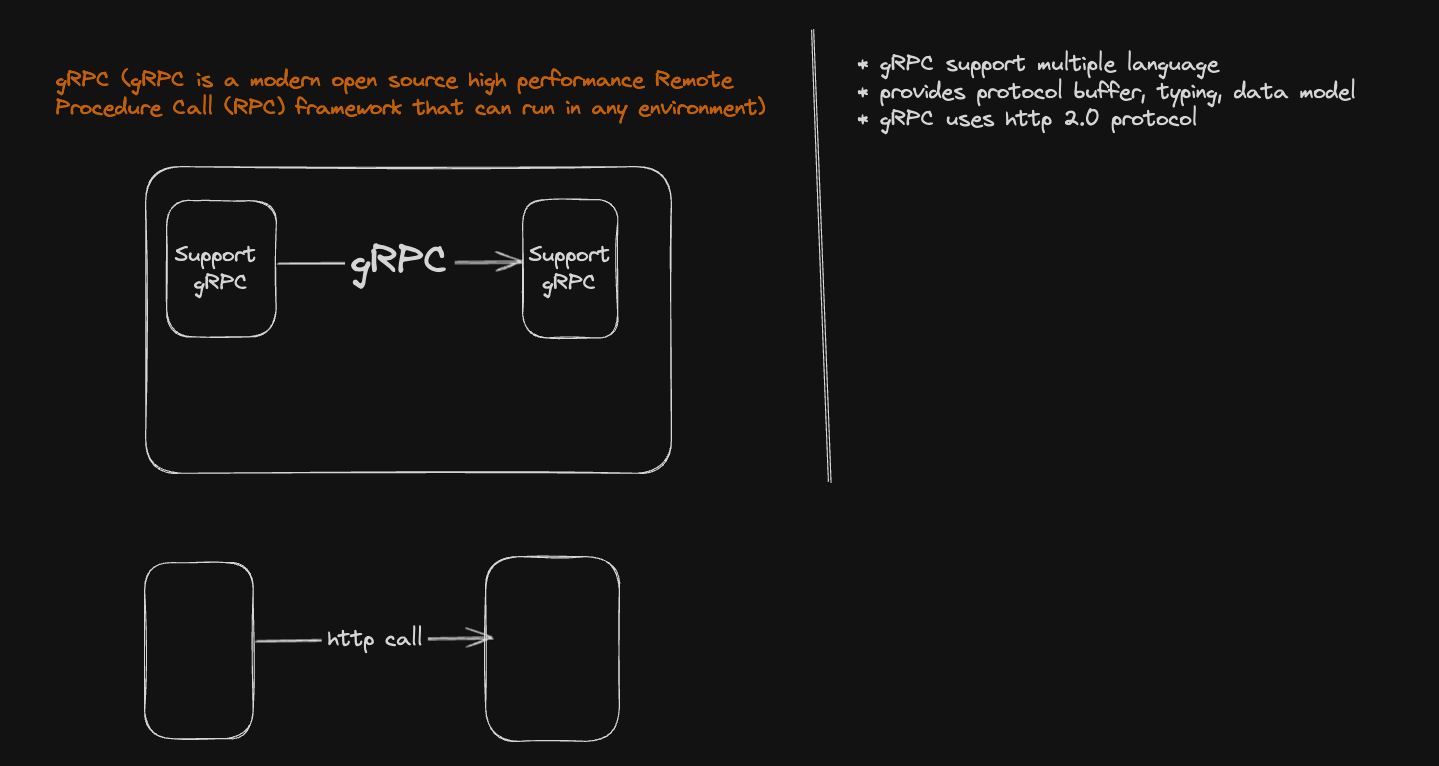 gRPC (gRPC is a modern open source high performance Remote
Procedure Call (RPC) framework that can run in any environment)
* gRPC support multiple language
* provides protocol buffer, typing, data model
* gRPC uses http 2.0 protocol
Support
gRPC
gRPC
Support
gRPC
http call